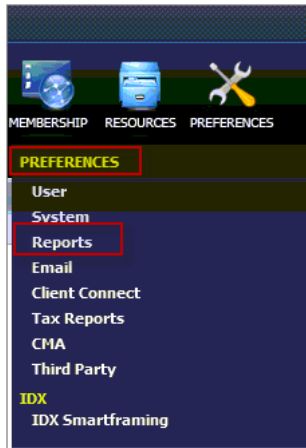 MEMBERSHIP RESOURCES PREFERENCES
PREFERENCES
User
System
Reports
Email
Client Connect
Tax Reports
CMA
Third Party
IDX
IDX Smartframing